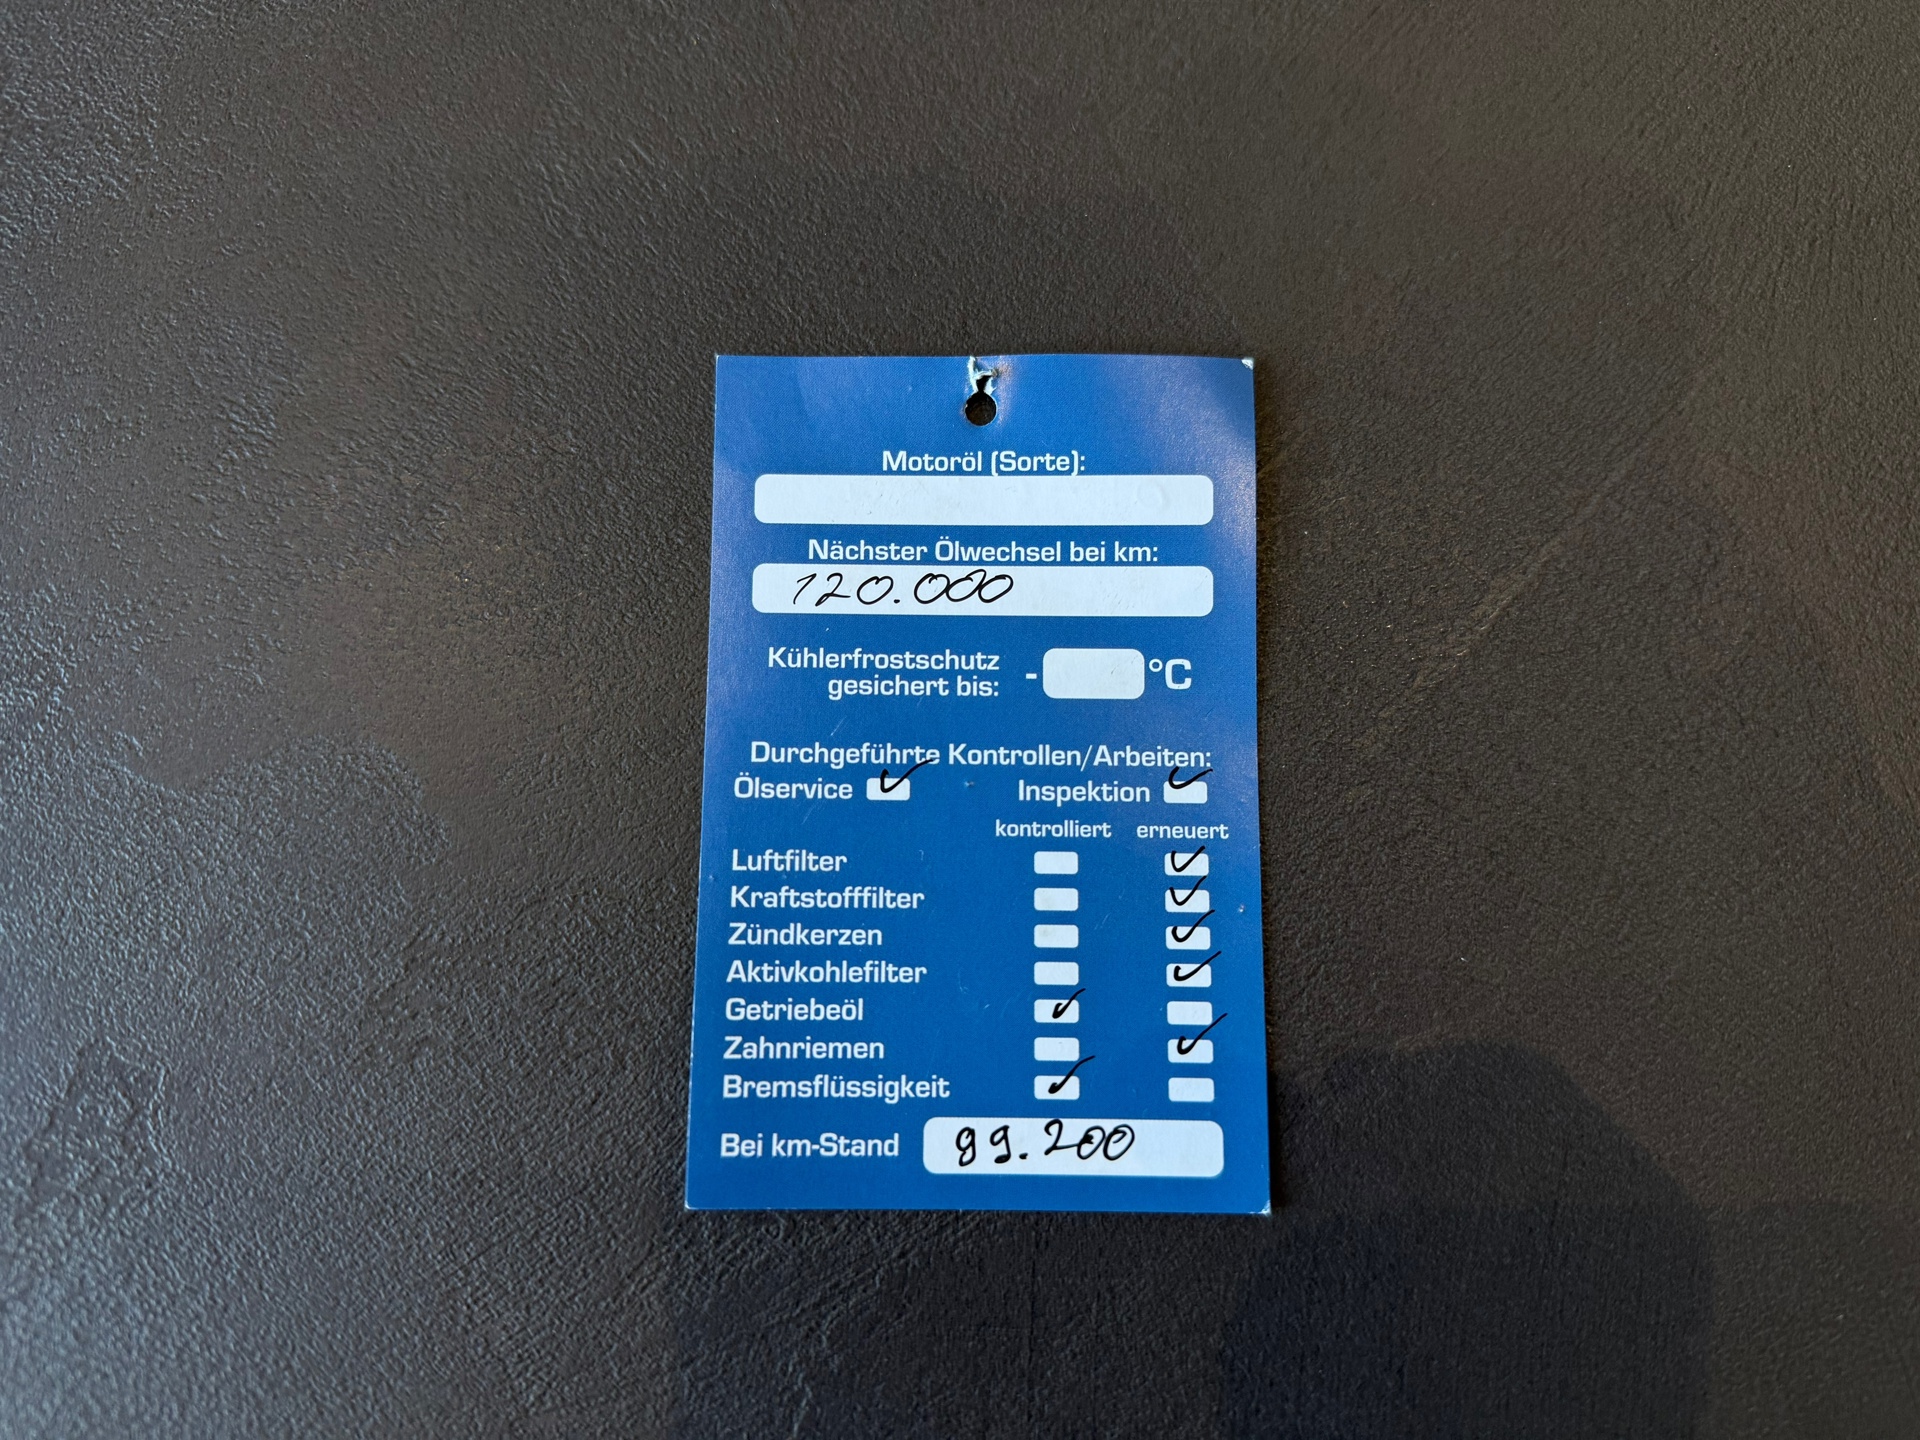 Motoröl (Sorte):
Nächster Ölwechsel bei km:
120.000
Kühlerfrostschutz
gesichert bis: - °C
Durchgeführte Kontrollen/Arbeiten:
Ölservice ✓ Inspektion ✓
kontrolliert erneuert
Luftfilter ✓
Kraftstofffilter ✓
Zündkerzen ✓
Aktivkohlefilter ✓
Getriebeöl ✓
Zahnriemen ✓
Bremsflüssigkeit ✓
Bei km-Stand 99.200